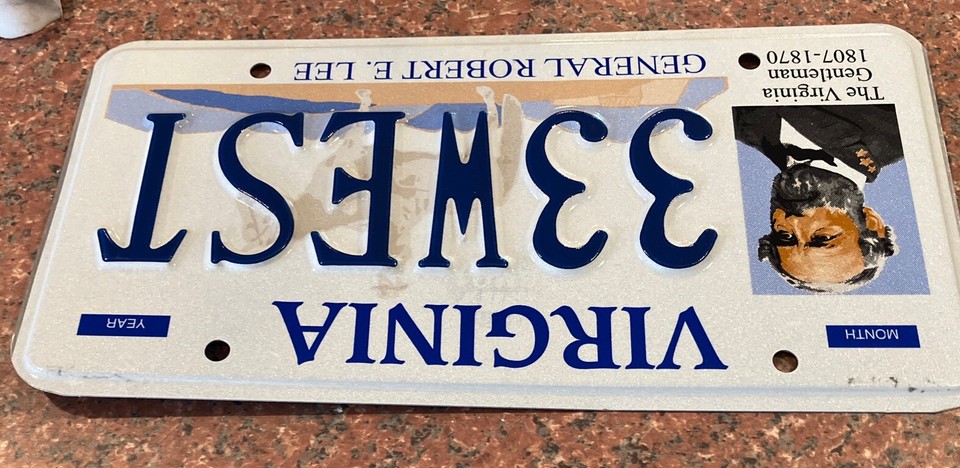 MONTH
VIRGINIA
YEAR
33WEST
The Virginia
Gentleman
1807-1870
GENERAL ROBERT E. LEE